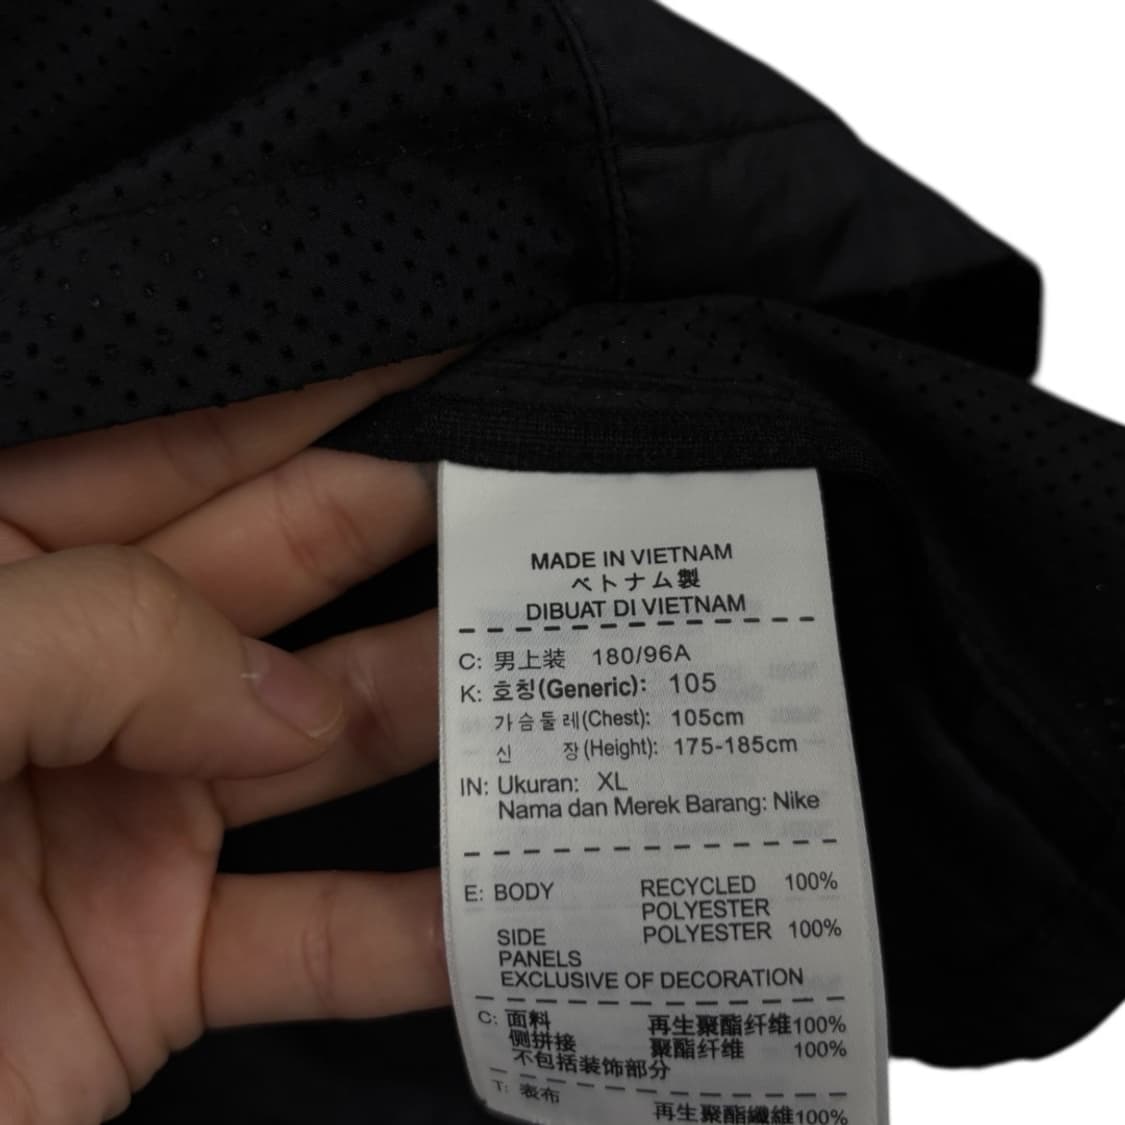 MADE IN VIETNAM
ベトナム製
DIBUAT DI VIETNAM
C: 男上装 180/96A
K: 호칭(Generic): 105
가슴둘레(Chest): 105cm
신 장(Height): 175-185cm
IN: Ukuran: XL
Nama dan Merek Barang: Nike
E: BODY RECYCLED 100%
POLYESTER
SIDE POLYESTER 100%
PANELS
EXCLUSIVE OF DECORATION
C: 面料 再生聚酯纤维100%
侧拼接 聚酯纤维 100%
不包括装饰部分
T: 表布
再生聚酯纖維100%